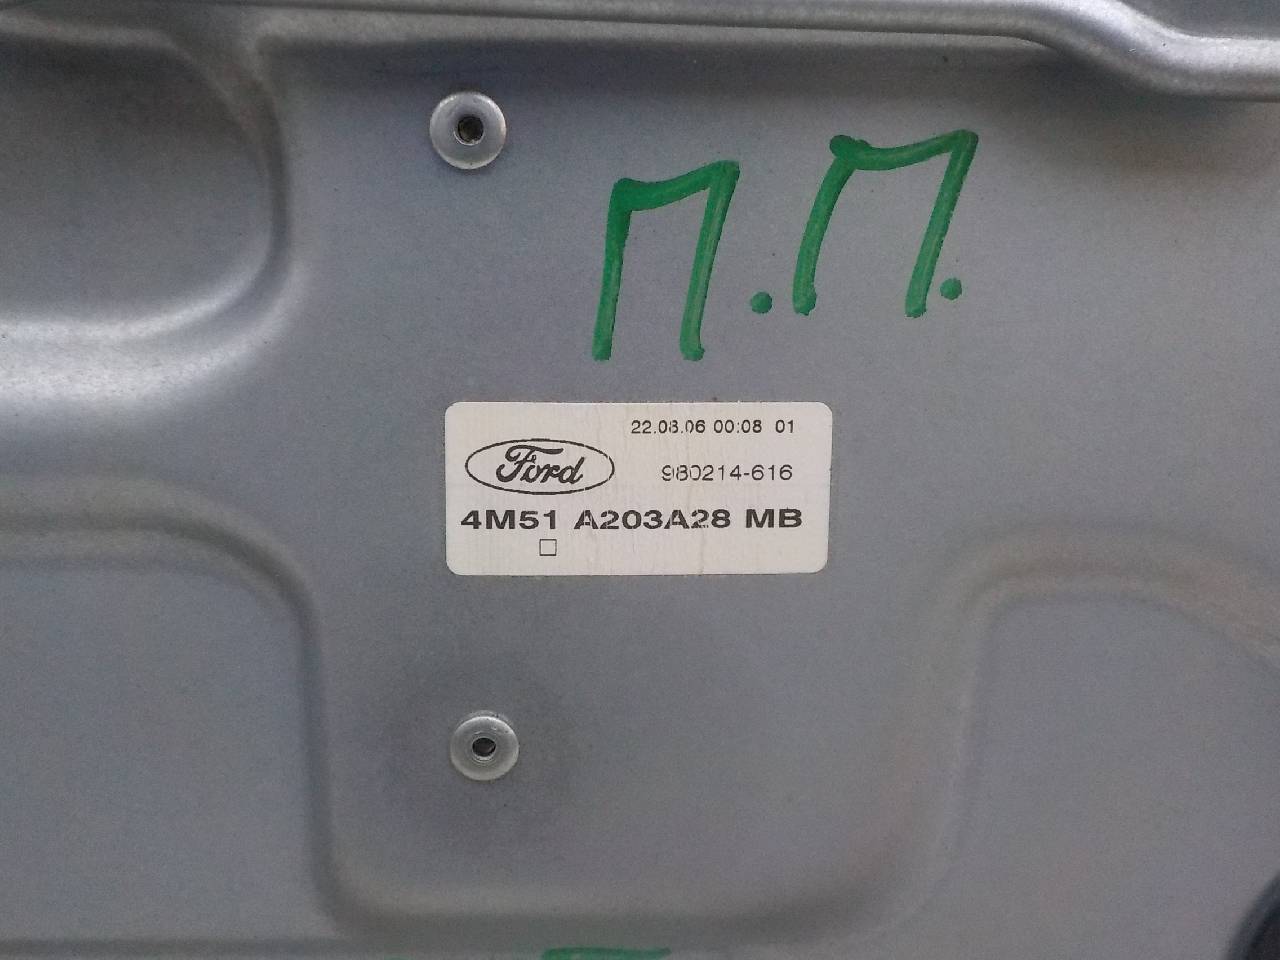 П.П.
22.08.06 00:08 01
Ford 980214-616
4M51 A203A28 MB